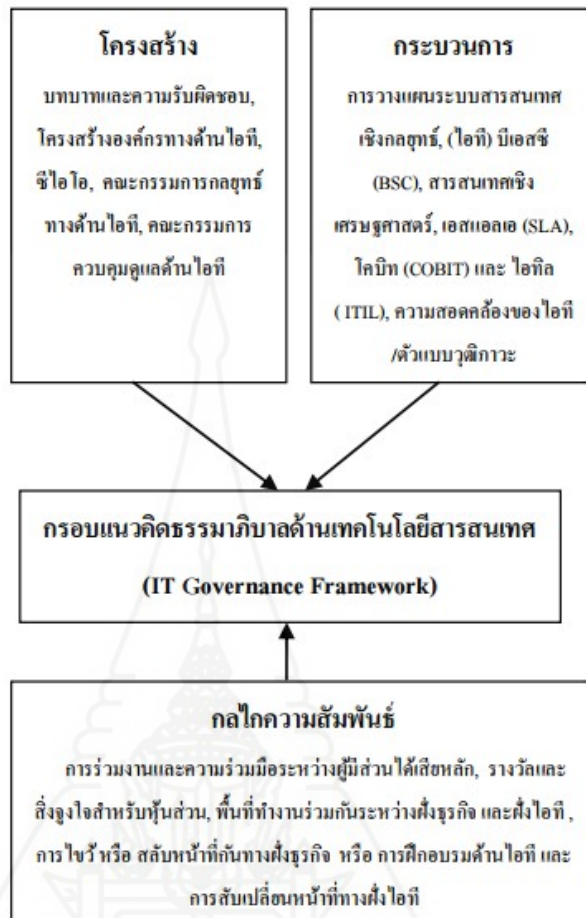 โครงสร้าง
บทบาทและความรับผิดชอบ,
โครงสร้างองค์กรทางด้านไอที,
ซีไอโอ, คณะกรรมการกลยุทธ์
ทางด้านไอที, คณะกรรมการ
ควบคุมดูแลด้านไอที
กระบวนการ
การวางแผนระบบสารสนเทศ
เชิงกลยุทธ์, (ไอที) บีเอสซี
(BSC), สารสนเทศเชิง
เศรษฐศาสตร์, เอสแอลเอ (SLA),
โคบิท (COBIT) และ ไอทิล
( ITIL), ความสอดคล้องของไอที
/ตัวแบบวุฒิภาวะ
กรอบแนวคิดธรรมาภิบาลด้านเทคโนโลยีสารสนเทศ
(IT Governance Framework)
กลไกความสัมพันธ์
การร่วมงานและความร่วมมือระหว่างผู้มีส่วนได้เสียหลัก, รางวัลและ
สิ่งจูงใจสำหรับหุ้นส่วน, พื้นที่ทำงานร่วมกันระหว่างฝั่งธุรกิจ และฝั่งไอที ,
การไขว้ หรือ สลับหน้าที่กันทางฝั่งธุรกิจ หรือ การฝึกอบรมด้านไอที และ
การสับเปลี่ยนหน้าที่ทางฝั่งไอที